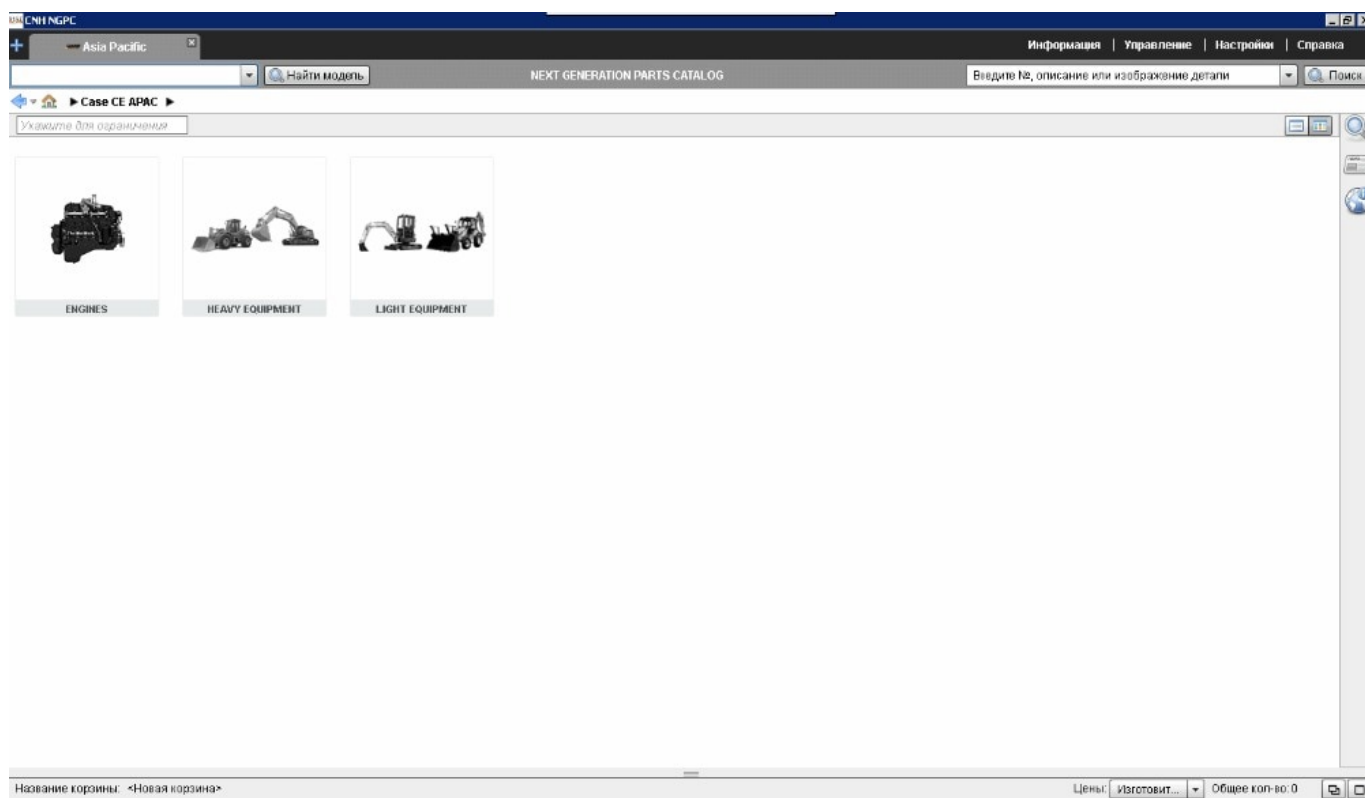 CNH NGPC
Asia Pacific
Информация | Управление | Настройки | Справка
Найти модель
NEXT GENERATION PARTS CATALOG
Введите №, описание или изображение детали
Поиск
Case CE APAC
Укажите для ограничения
ENGINES
HEAVY EQUIPMENT
LIGHT EQUIPMENT
Название корзины: <Новая корзина>
Цены: Изготовит...
Общее кол-во: 0